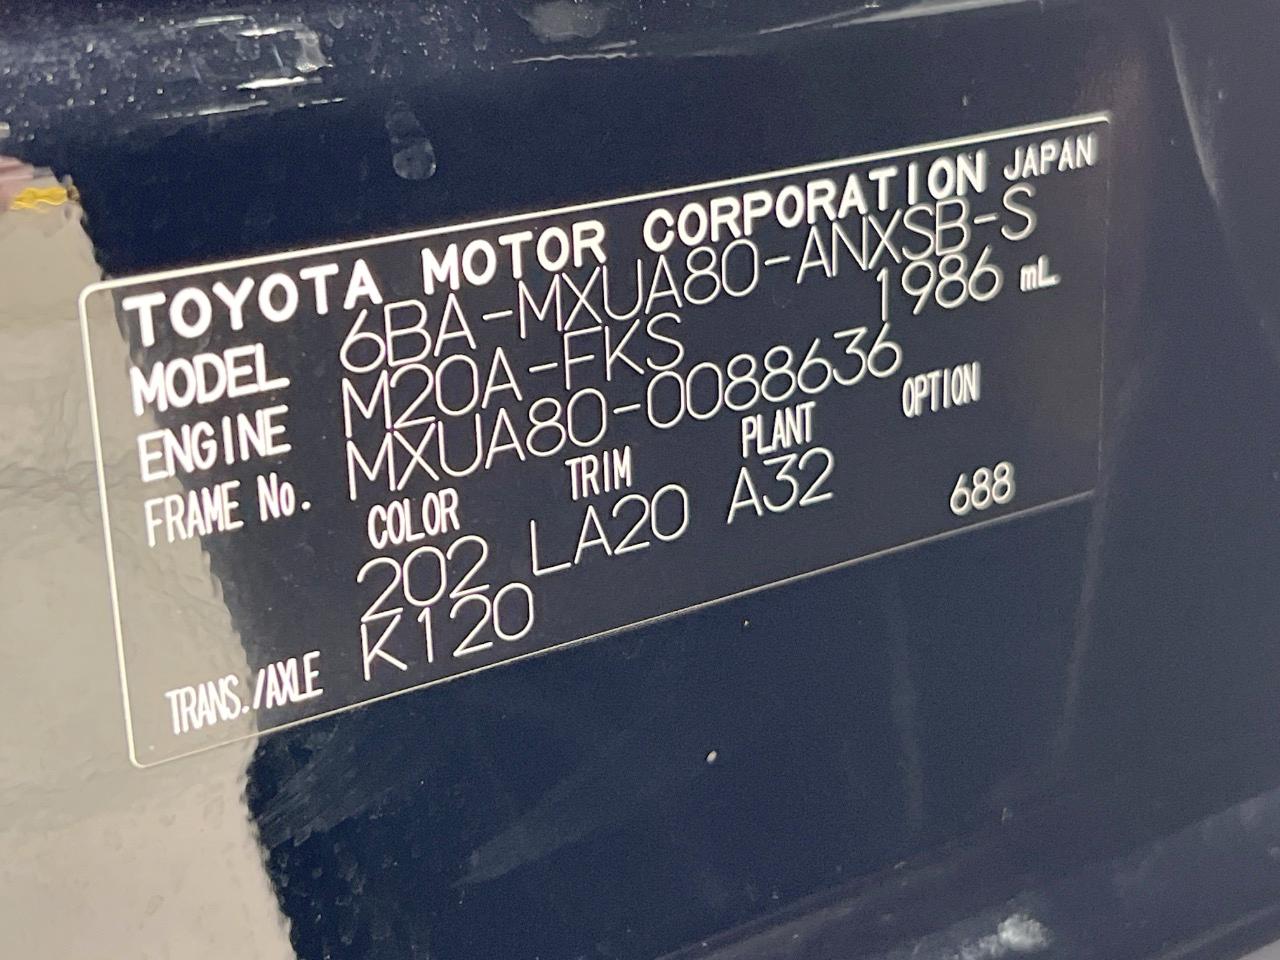 TOYOTA MOTOR CORPORATION JAPAN
MODEL 6BA-MXUA80-ANXSB-S
ENGINE M20A-FKS 1986 mL
FRAME No. MXUA80-0088636
COLOR TRIM PLANT OPTION
202 LA20 A32 688
TRANS./AXLE K120